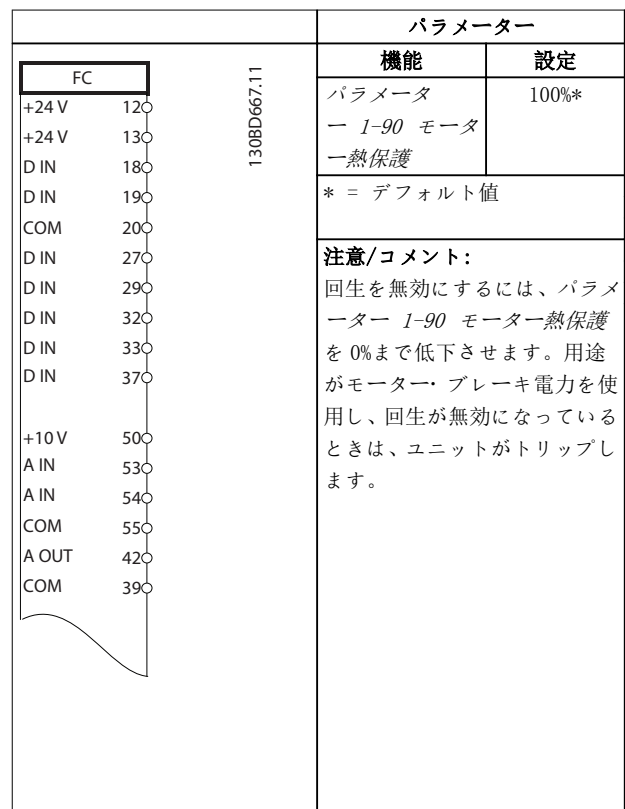 パラメーター
機能 設定
パラメータ
ー 1-90 モータ
ー熱保護
100%*
* = デフォルト値
注意/コメント:
回生を無効にするには、パラメ
ーター 1-90 モーター熱保護
を 0%まで低下させます。用途
がモーター・ブレーキ電力を使
用し、回生が無効になっている
ときは、ユニットがトリップし
ます。
FC
130BD667.11
+24 V 12
+24 V 13
D IN 18
D IN 19
COM 20
D IN 27
D IN 29
D IN 32
D IN 33
D IN 37
+10 V 50
A IN 53
A IN 54
COM 55
A OUT 42
COM 39